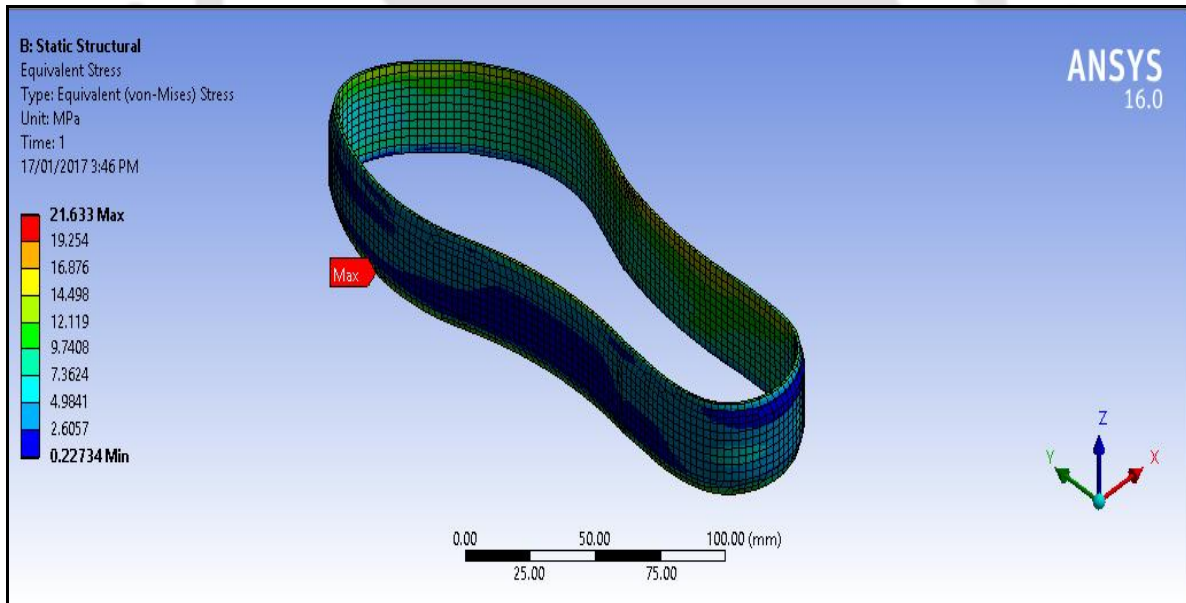 B: Static Structural
Equivalent Stress
Type: Equivalent (von-Mises) Stress
Unit: MPa
Time: 1
17/01/2017 3:46 PM
21.633 Max
19.254
16.876
14.498
12.119
9.7408
7.3624
4.9841
2.6057
0.22734 Min
ANSYS
16.0
Max
0.00 50.00 100.00 (mm)
25.00 75.00
Z
Y X